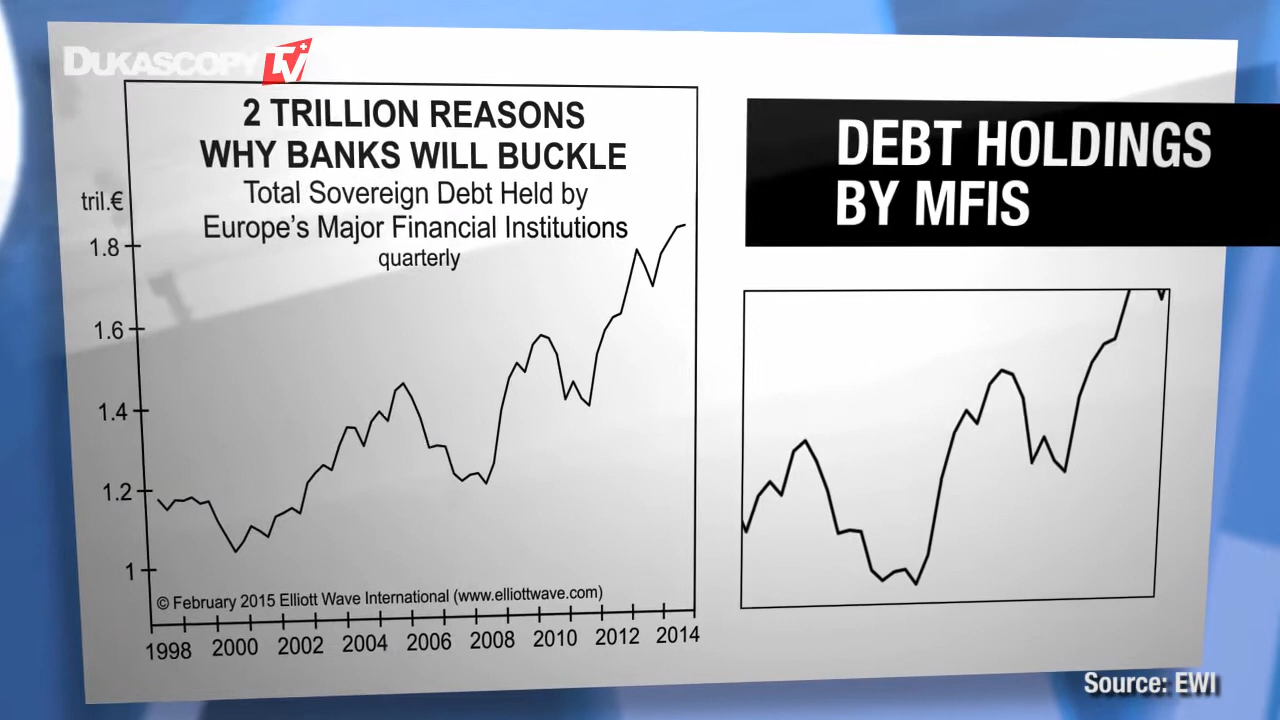 DUKASCOPY TV
2 TRILLION REASONS
WHY BANKS WILL BUCKLE
Total Sovereign Debt Held by
Europe's Major Financial Institutions
quarterly
tril.€
1.8
1.6
1.4
1.2
1
© February 2015 Elliott Wave International (www.elliottwave.com)
1998 2000 2002 2004 2006 2008 2010 2012 2014
DEBT HOLDINGS
BY MFIS
Source: EWI